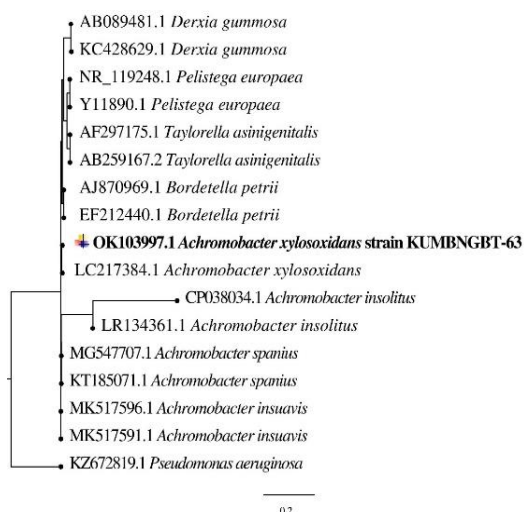 AB089481.1 Derxia gummosa
KC428629.1 Derxia gummosa
NR_119248.1 Pelistega europaea
Y11890.1 Pelistega europaea
AF297175.1 Taylorella asinigenitalis
AB259167.2 Taylorella asinigenitalis
AJ870969.1 Bordetella petrii
EF212440.1 Bordetella petrii
OK103997.1 Achromobacter xylosoxidans strain KUMBNGBT-63
LC217384.1 Achromobacter xylosoxidans
CP038034.1 Achromobacter insolitus
LR134361.1 Achromobacter insolitus
MG547707.1 Achromobacter spanius
KT185071.1 Achromobacter spanius
MK517596.1 Achromobacter insuavis
MK517591.1 Achromobacter insuavis
KZ672819.1 Pseudomonas aeruginosa
0.2